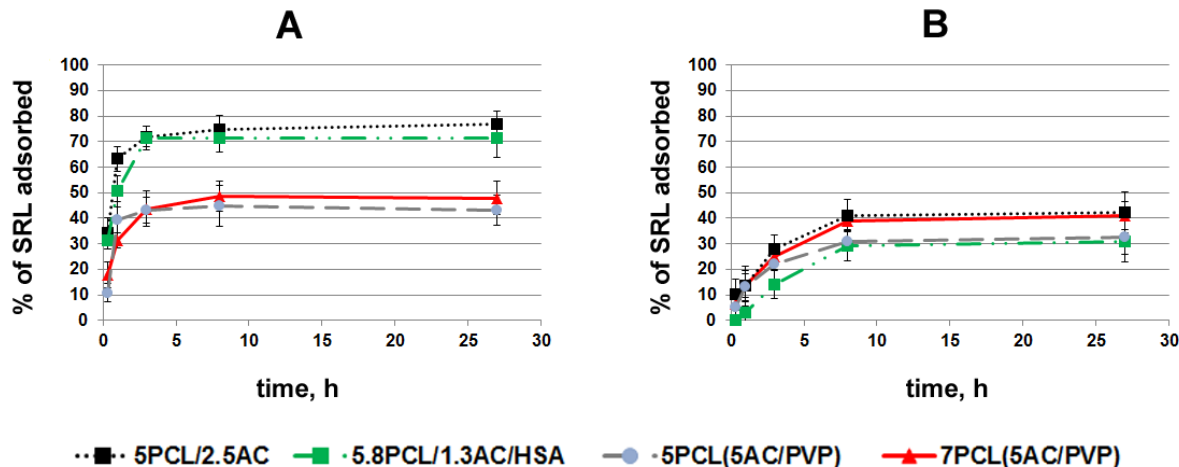 A
% of SRL adsorbed
100
90
80
70
60
50
40
30
20
10
0
0 5 10 15 20 25 30
time, h
B
% of SRL adsorbed
100
90
80
70
60
50
40
30
20
10
0
0 5 10 15 20 25 30
time, h
5PCL/2.5AC 5.8PCL/1.3AC/HSA 5PCL(5AC/PVP) 7PCL(5AC/PVP)